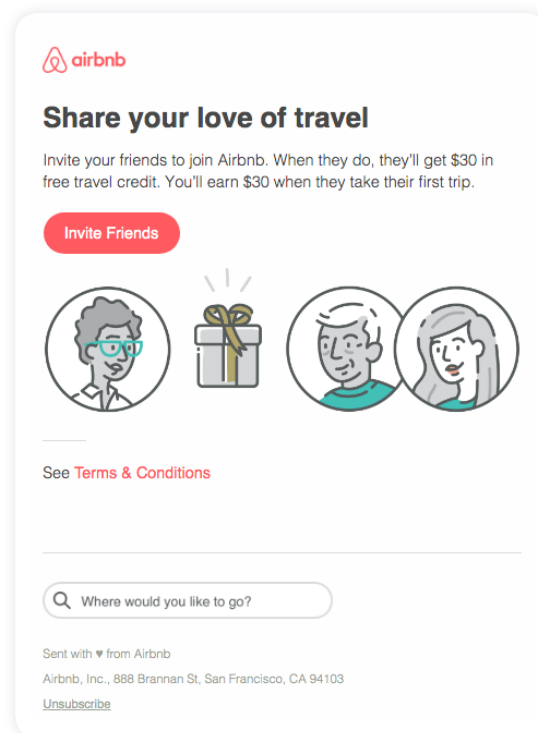 airbnb
Share your love of travel
Invite your friends to join Airbnb. When they do, they'll get $30 in
free travel credit. You'll earn $30 when they take their first trip.
Invite Friends
See Terms & Conditions
Where would you like to go?
Sent with ♥ from Airbnb
Airbnb, Inc., 888 Brannan St, San Francisco, CA 94103
Unsubscribe